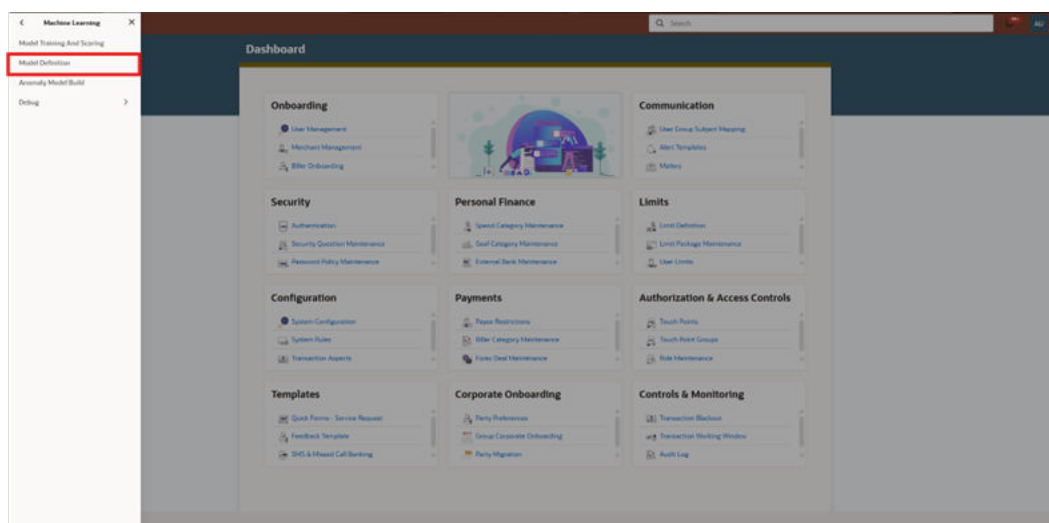 Machine Learning
Search
AU
Model Training And Scoring
Model Definition
Anomaly Model Build
Debug
Dashboard
Onboarding
User Management
Merchant Management
Biller Onboarding
Communication
User Group Subject Mapping
Alert Templates
Mailers
Security
Authentication
Security Question Maintenance
Password Policy Maintenance
Personal Finance
Spend Category Maintenance
Goal Category Maintenance
External Bank Maintenance
Limits
Limit Definition
Limit Package Maintenance
User Limits
Configuration
System Configuration
System Rules
Transaction Aspects
Payments
Payee Restrictions
Biller Category Maintenance
Forex Deal Maintenance
Authorization & Access Controls
Touch Points
Touch Point Groups
Role Maintenance
Templates
Quick Forms - Service Request
Feedback Template
SMS & Missed Call Banking
Corporate Onboarding
Party Preferences
Group Corporate Onboarding
Party Migration
Controls & Monitoring
Transaction Blackout
Transaction Working Window
Audit Log